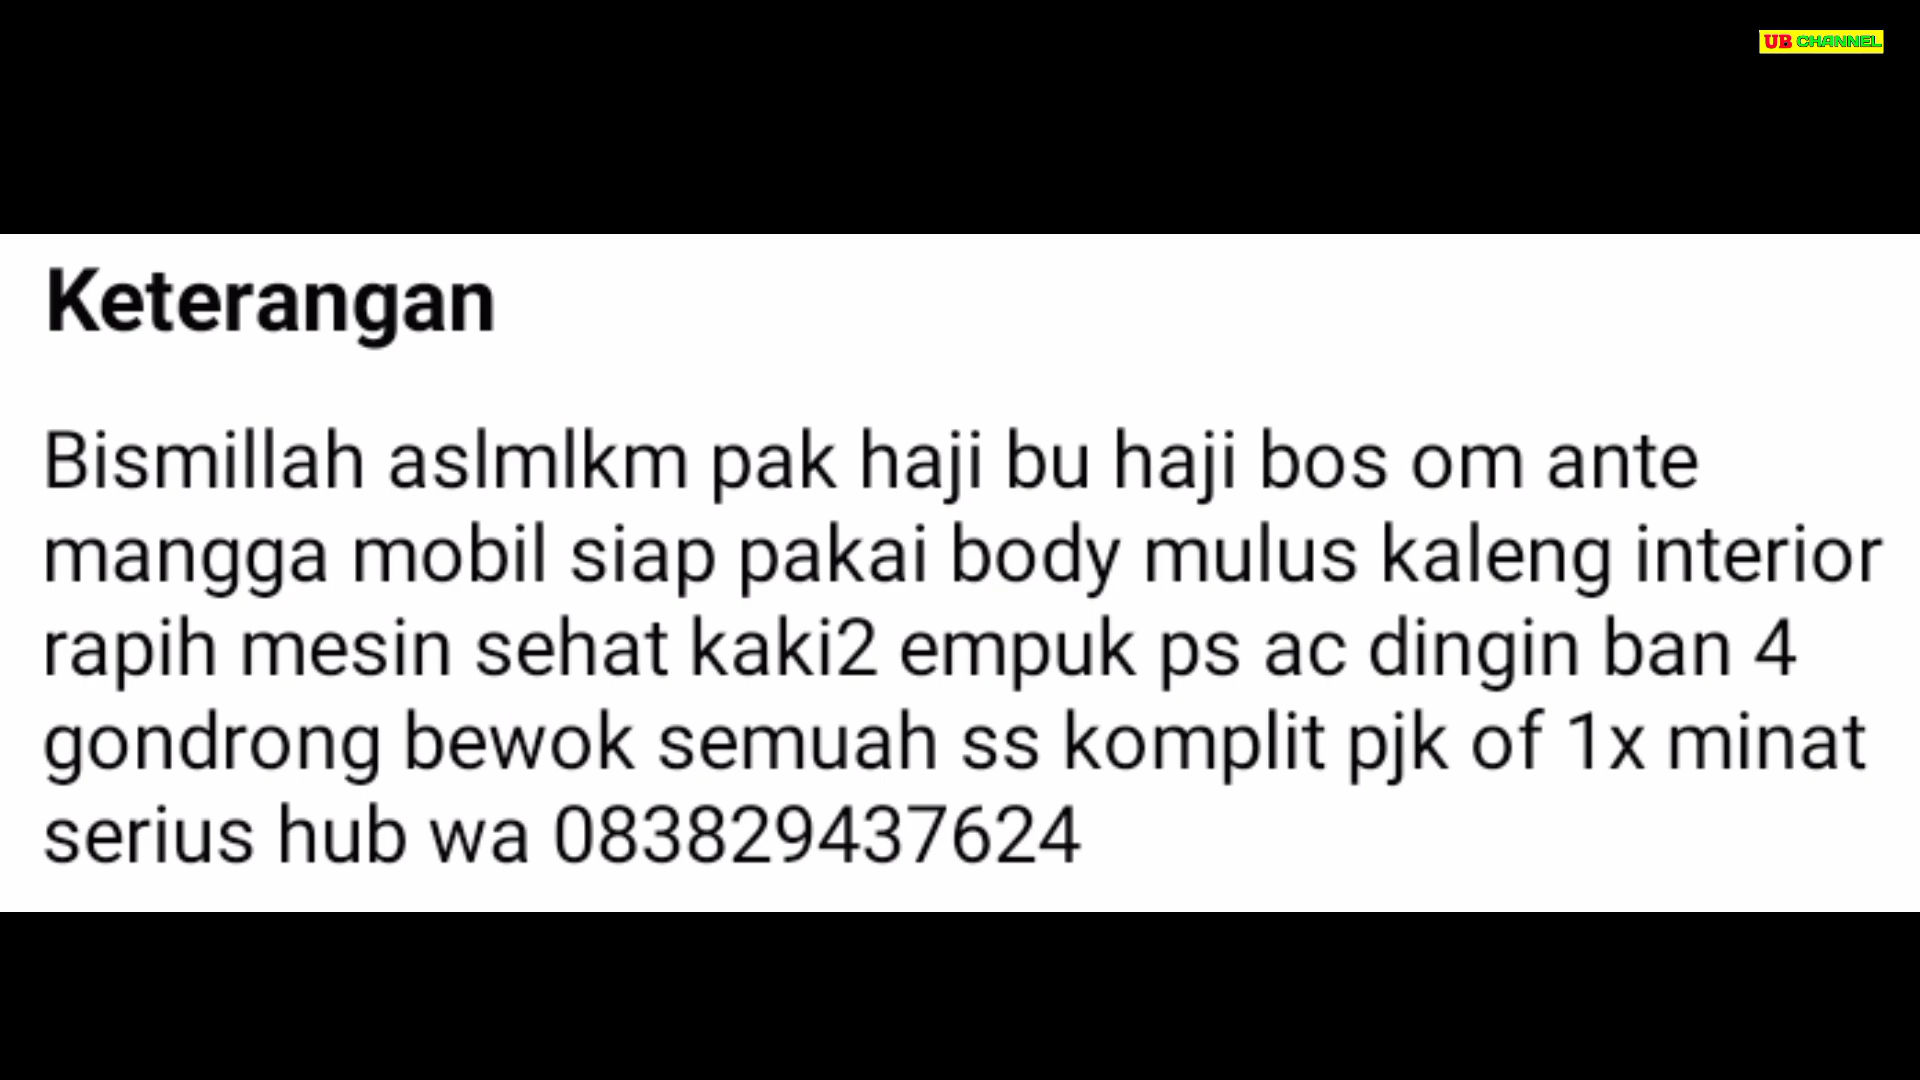 UB CHANNEL
Keterangan
Bismillah aslmlkm pak haji bu haji bos om ante
mangga mobil siap pakai body mulus kaleng interior
rapih mesin sehat kaki2 empuk ps ac dingin ban 4
gondrong bewok semuah ss komplit pjk of 1x minat
serius hub wa 083829437624